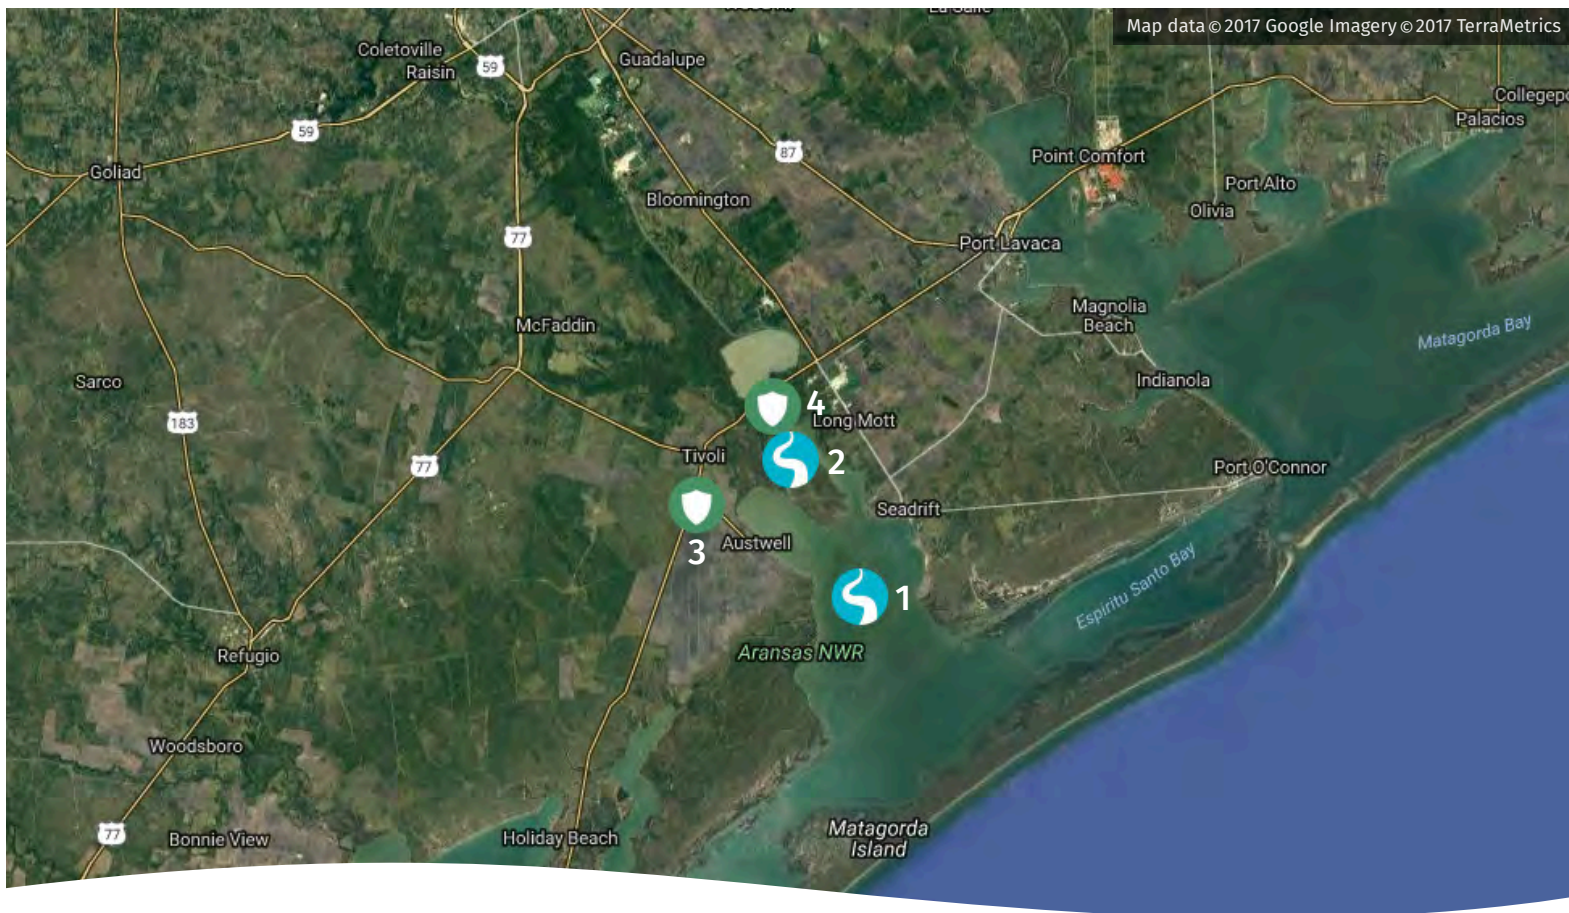 Map data ©2017 Google Imagery ©2017 TerraMetrics
Coletoville
Raisin
59
Guadalupe
59
87
Goliad
Bloomington
77
Point Comfort
Palacios
Port Alto
Olivia
Port Lavaca
McFaddin
Magnolia
Beach
Matagorda Bay
Sarco
Indianola
183
4
Long Mott
77
Tivoli
2
Port O'Connor
3
Austwell
Seadrift
1
Espiritu Santo Bay
Refugio
Aransas NWR
Woodsboro
77
Bonnie View
Holiday Beach
Matagorda
Island